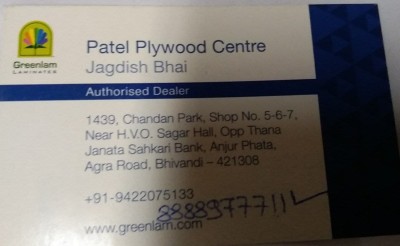 Greenlam
LAMINATES
Patel Plywood Centre
Jagdish Bhai
Authorised Dealer
1439, Chandan Park, Shop No. 5-6-7,
Near H.V.O. Sagar Hall, Opp Thana
Janata Sahkari Bank, Anjur Phata,
Agra Road, Bhivandi – 421308
+91-9422075133
www.greenlam.com